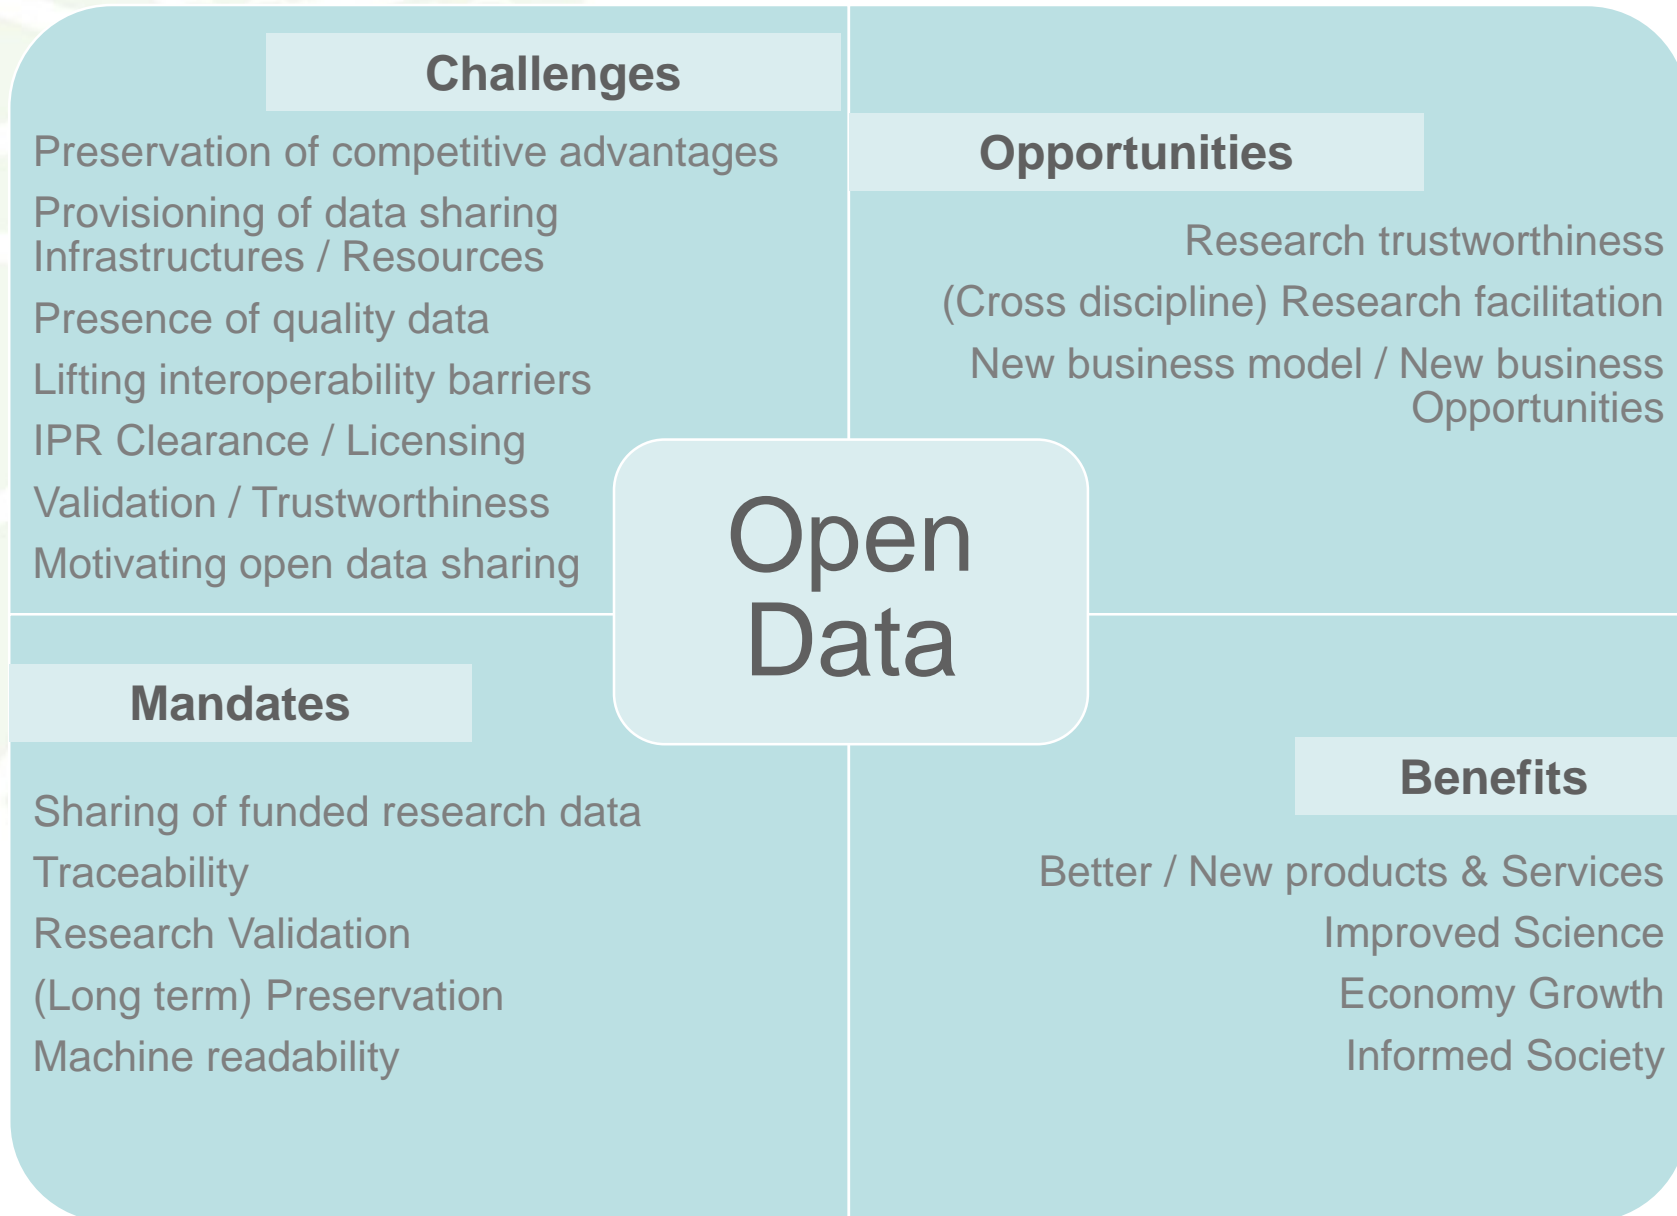 Challenges
Preservation of competitive advantages
Provisioning of data sharing
Infrastructures / Resources
Presence of quality data
Lifting interoperability barriers
IPR Clearance / Licensing
Validation / Trustworthiness
Motivating open data sharing
Opportunities
Research trustworthiness
(Cross discipline) Research facilitation
New business model / New business
Opportunities
Open
Data
Mandates
Sharing of funded research data
Traceability
Research Validation
(Long term) Preservation
Machine readability
Benefits
Better / New products & Services
Improved Science
Economy Growth
Informed Society